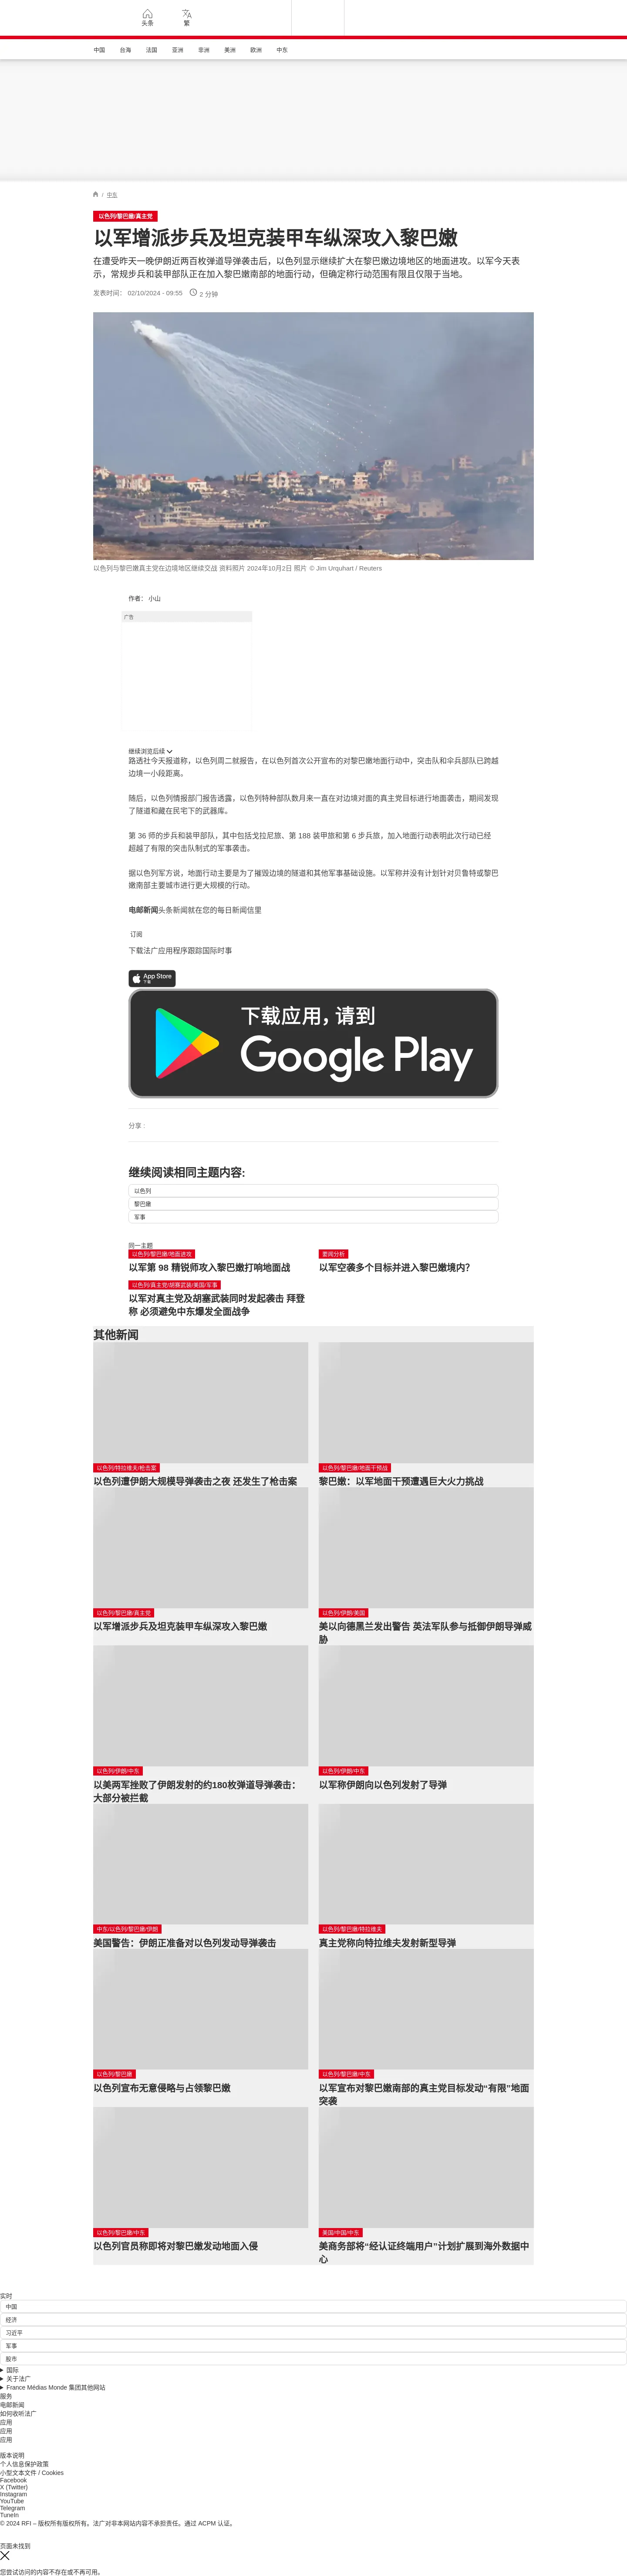 头条
繁
中国 台海 法国 亚洲 非洲 美洲 欧洲 中东
/ 中东
以色列/黎巴嫩/真主党
以军增派步兵及坦克装甲车纵深攻入黎巴嫩
在遭受昨天一晚伊朗近两百枚弹道导弹袭击后，以色列显示继续扩大在黎巴嫩边境地区的地面进攻。以军今天表
示，常规步兵和装甲部队正在加入黎巴嫩南部的地面行动，但确定称行动范围有限且仅限于当地。
发表时间： 02/10/2024 - 09:55 2 分钟
以色列与黎巴嫩真主党在边境地区继续交战 资料照片 2024年10月2日 图片 © Jim Urquhart / Reuters
作者： 小山
广告
继续浏览后续
路透社今天报道称，以色列周二就报告，在以色列首次公开宣布的对黎巴嫩地面行动中，突击队和伞兵部队已跨越
边境一小段距离。
随后，以色列情报部门报告透露，以色列特种部队数月来一直在对边境对面的真主党目标进行地面袭击，期间发现
了隧道和藏在民宅下的武器库。
第 36 师的步兵和装甲部队，其中包括戈拉尼旅、第 188 装甲旅和第 6 步兵旅，加入地面行动表明此次行动已经
超越了有限的突击队制式的军事袭击。
据以色列军方说，地面行动主要是为了摧毁边境的隧道和其他军事基础设施。以军称并没有计划针对贝鲁特或黎巴
嫩南部主要城市进行更大规模的行动。
电邮新闻头条新闻就在您的每日新闻信里
订阅
下载法广应用程序跟踪国际时事
App Store
下载
下载应用，请到
Google Play
分享 :
继续阅读相同主题内容:
以色列
黎巴嫩
军事
同一主题
以色列/黎巴嫩/地面进攻
以军第 98 精锐师攻入黎巴嫩打响地面战
要闻分析
以军空袭多个目标并进入黎巴嫩境内?
以色列/真主党/胡赛武装/美国/军事
以军对真主党及胡塞武装同时发起袭击 拜登
称 必须避免中东爆发全面战争
其他新闻
以色列/特拉维夫/枪击案
以色列遭伊朗大规模导弹袭击之夜 还发生了枪击案
以色列/黎巴嫩/地面干预战
黎巴嫩：以军地面干预遭遇巨大火力挑战
以色列/黎巴嫩/真主党
以军增派步兵及坦克装甲车纵深攻入黎巴嫩
以色列/伊朗/美国
美以向德黑兰发出警告 英法军队参与抵御伊朗导弹威
胁
以色列/伊朗/中东
以美两军挫败了伊朗发射的约180枚弹道导弹袭击：
大部分被拦截
以色列/伊朗/中东
以军称伊朗向以色列发射了导弹
中东/以色列/黎巴嫩/伊朗
美国警告：伊朗正准备对以色列发动导弹袭击
以色列/黎巴嫩/特拉维夫
真主党称向特拉维夫发射新型导弹
以色列/黎巴嫩
以色列宣布无意侵略与占领黎巴嫩
以色列/黎巴嫩/中东
以军宣布对黎巴嫩南部的真主党目标发动“有限”地面
突袭
以色列/黎巴嫩/中东
以色列官员称即将对黎巴嫩发动地面入侵
美国/中国/中东
美商务部将“经认证终端用户”计划扩展到海外数据中
心
实时
中国
经济
习近平
军事
股市
国际
关于法广
France Médias Monde 集团其他网站
服务
电邮新闻
如何收听法广
应用
应用
应用
版本说明
个人信息保护政策
小型文本文件 / Cookies
Facebook
X (Twitter)
Instagram
YouTube
Telegram
TuneIn
© 2024 RFI – 版权所有版权所有。法广对非本网站内容不承担责任。通过 ACPM 认证。
页面未找到
您尝试访问的内容不存在或不再可用。